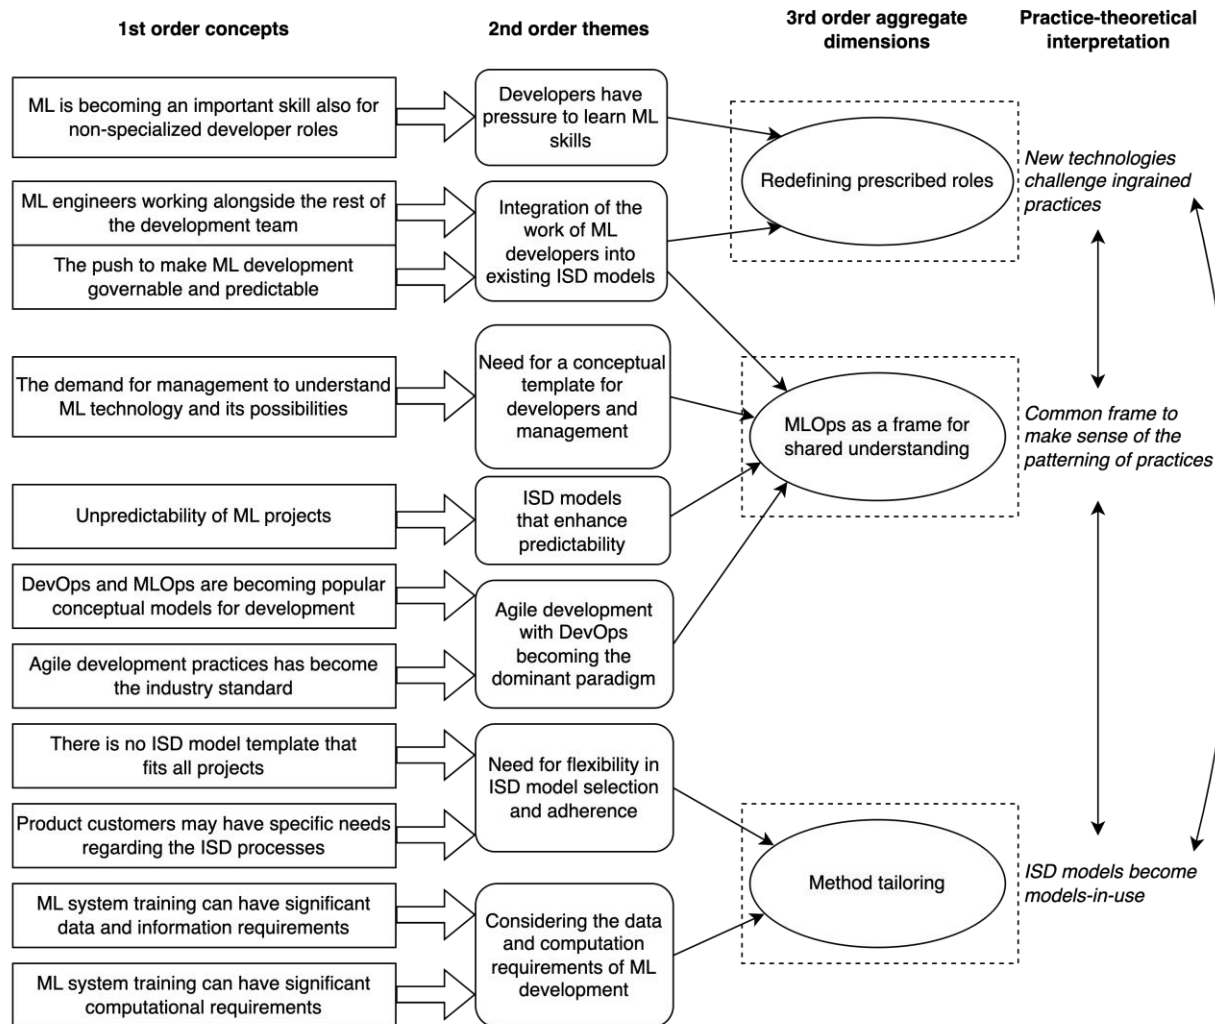 1st order concepts
2nd order themes
3rd order aggregate
dimensions
Practice-theoretical
interpretation
ML is becoming an important skill also for
non-specialized developer roles
Developers have
pressure to learn ML
skills
Redefining prescribed roles
New technologies
challenge ingrained
practices
ML engineers working alongside the rest of
the development team
The push to make ML development
governable and predictable
Integration of the
work of ML
developers into
existing ISD models
The demand for management to understand
ML technology and its possibilities
Need for a conceptual
template for
developers and
management
MLOps as a frame for
shared understanding
Common frame to
make sense of the
patterning of practices
Unpredictability of ML projects
ISD models
that enhance
predictability
DevOps and MLOps are becoming popular
conceptual models for development
Agile development practices has become
the industry standard
Agile development
with DevOps
becoming the
dominant paradigm
There is no ISD model template that
fits all projects
Product customers may have specific needs
regarding the ISD processes
Need for flexibility in
ISD model selection
and adherence
Method tailoring
ISD models become
models-in-use
ML system training can have significant
data and information requirements
ML system training can have significant
computational requirements
Considering the data
and computation
requirements of ML
development